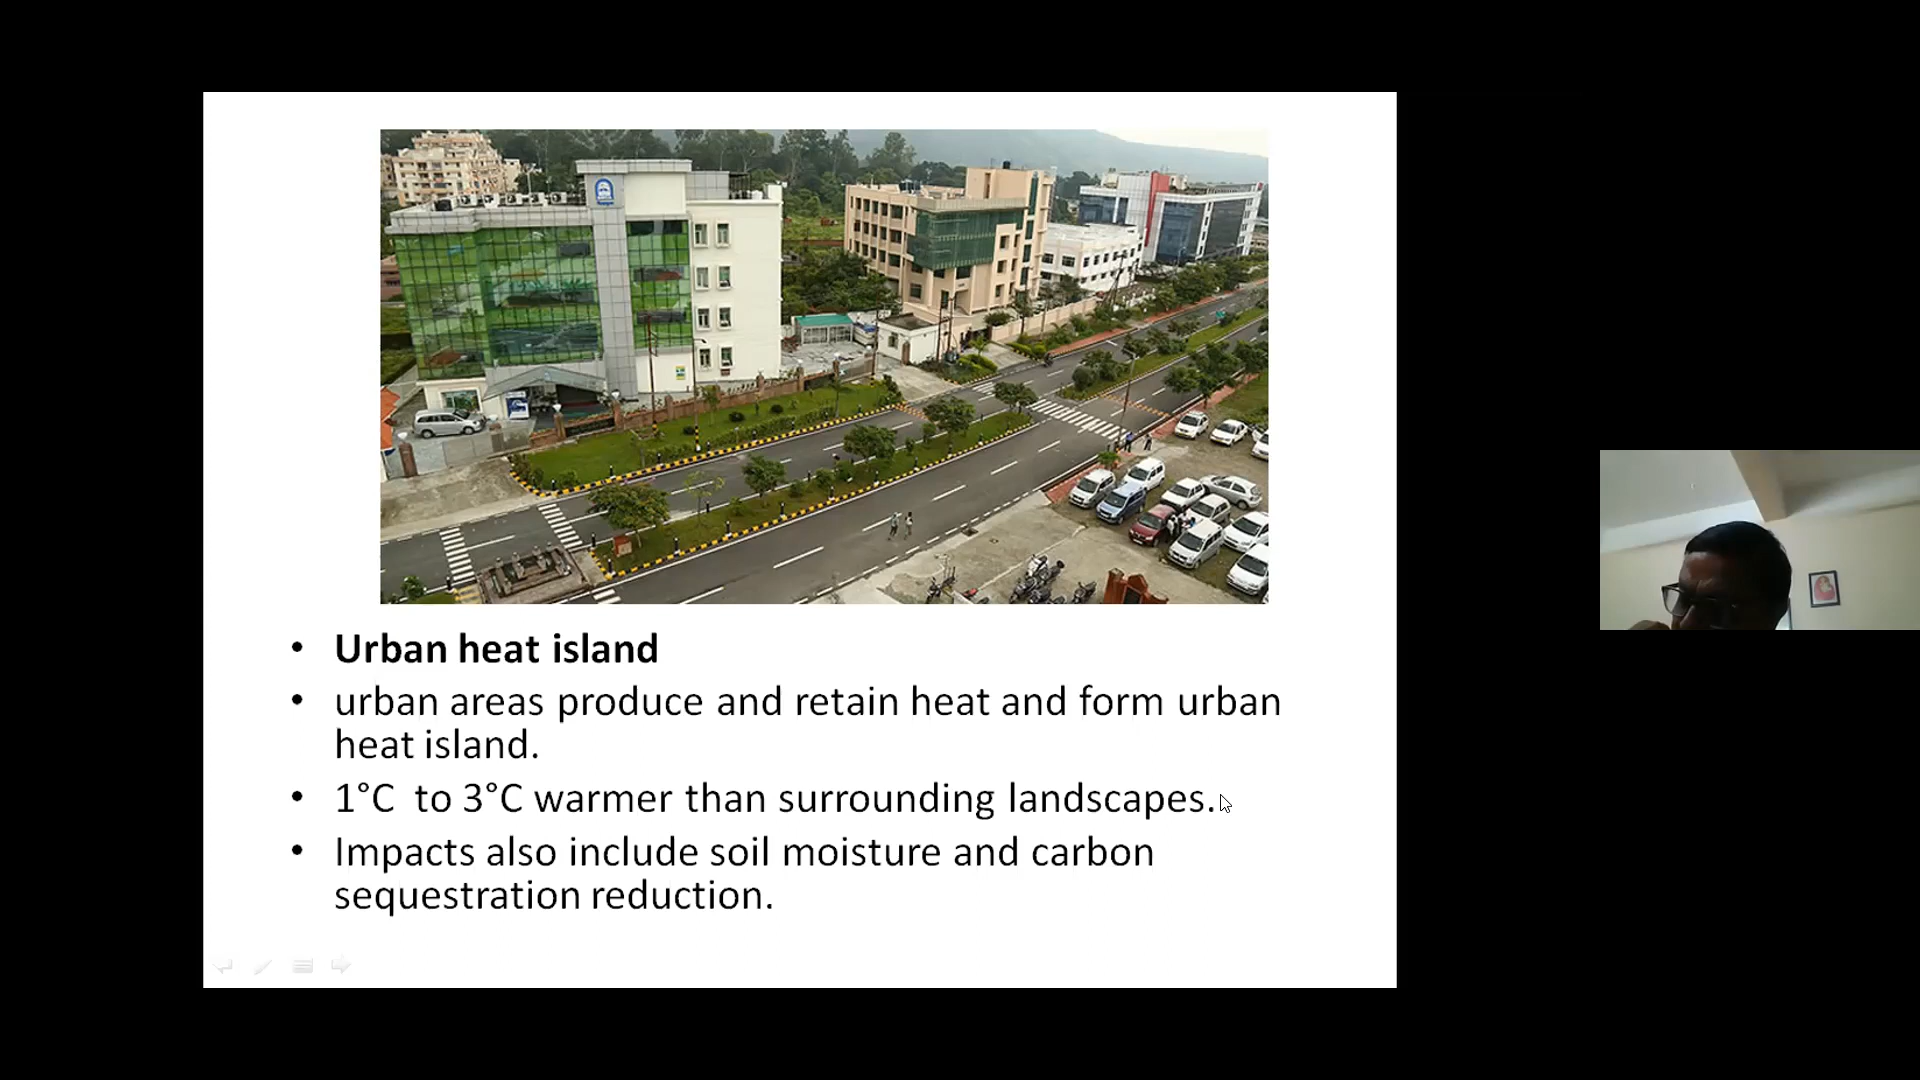 • Urban heat island
• urban areas produce and retain heat and form urban
heat island.
• 1°C to 3°C warmer than surrounding landscapes.
• Impacts also include soil moisture and carbon
sequestration reduction.